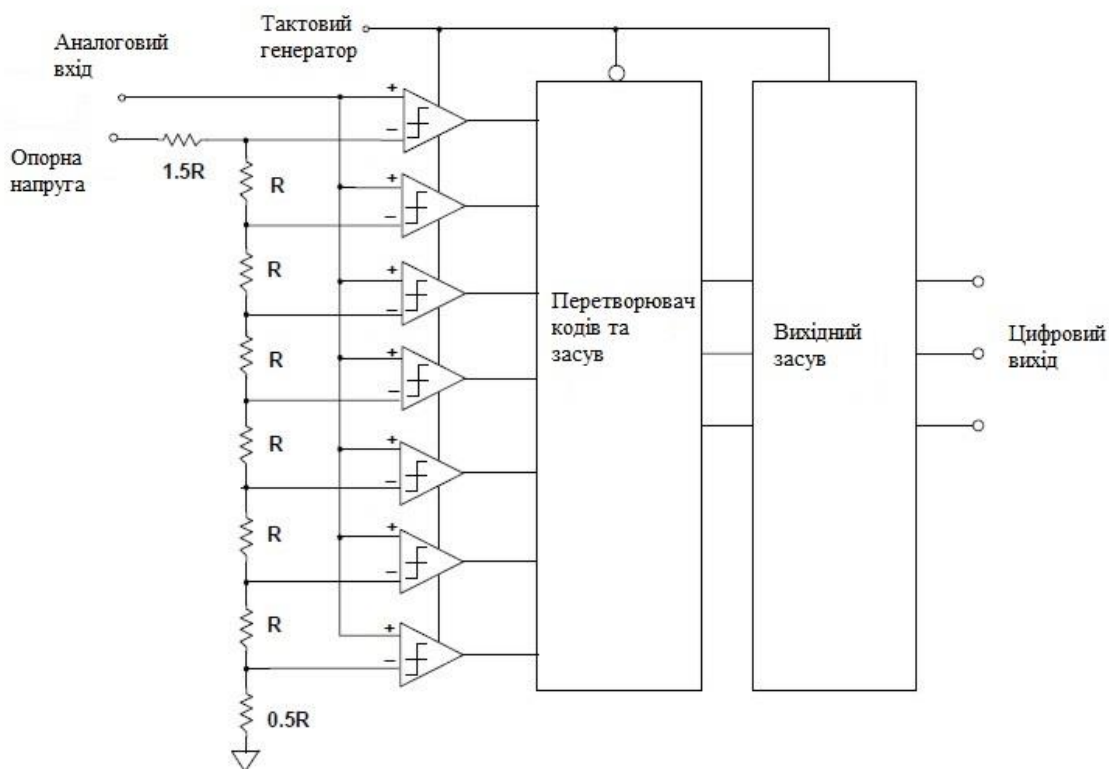 Тактовий
генератор
Аналоговий
вхід
+
−
Опорна
напруга
1.5R
R
+
−
R
+
−
R
+
−
R
+
−
R
+
−
R
+
−
0.5R
Перетворювач
кодів та
засув
Вихідний
засув
Цифровий
вихід